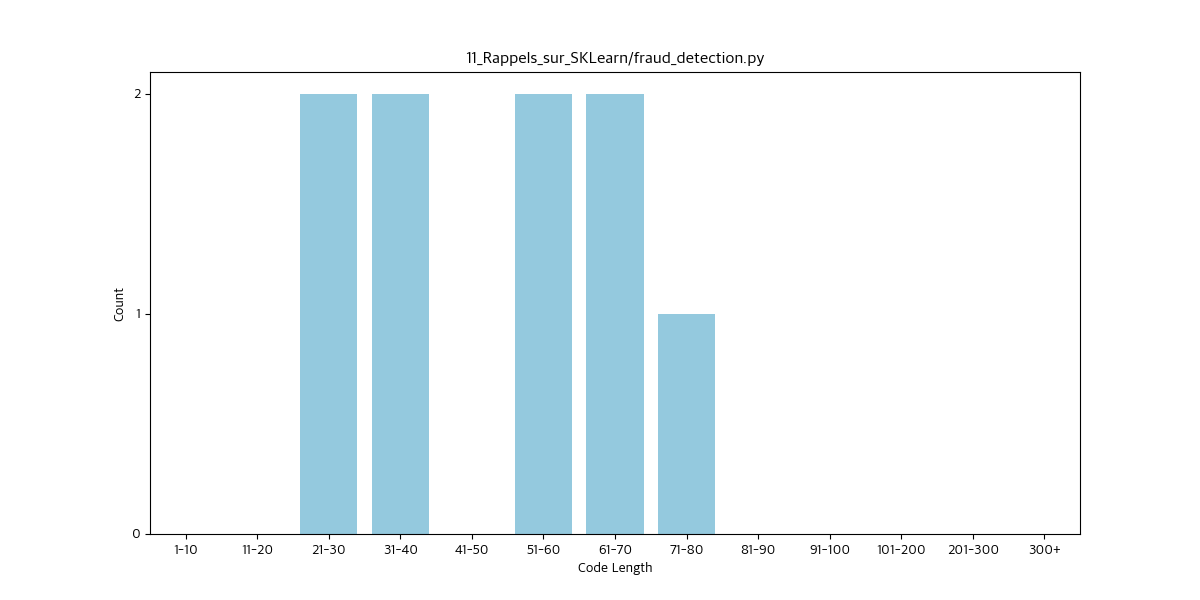 11_Rappels_sur_SKLearn/fraud_detection.py
2
1
0
Count
1-10 11-20 21-30 31-40 41-50 51-60 61-70 71-80 81-90 91-100 101-200 201-300 300+
Code Length